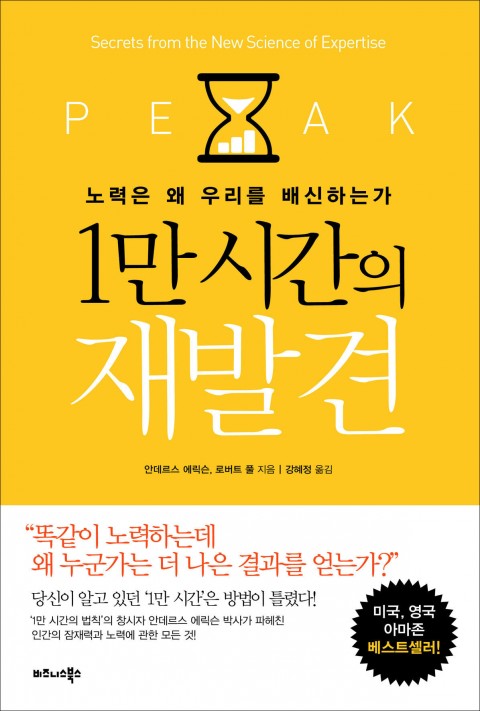 Secrets from the New Science of Expertise
PEAK
노력은 왜 우리를 배신하는가
1만 시간의
재발견
안데르스 에릭슨, 로버트 풀 지음 | 강혜정 옮김
“똑같이 노력하는데
왜 누군가는 더 나은 결과를 얻는가?”
당신이 알고 있던 ‘1만 시간’은 방법이 틀렸다!
‘1만 시간의 법칙’의 창시자 안데르스 에릭슨 박사가 파헤친
인간의 잠재력과 노력에 관한 모든 것!
미국, 영국
아마존
베스트셀러!
비즈니스북스